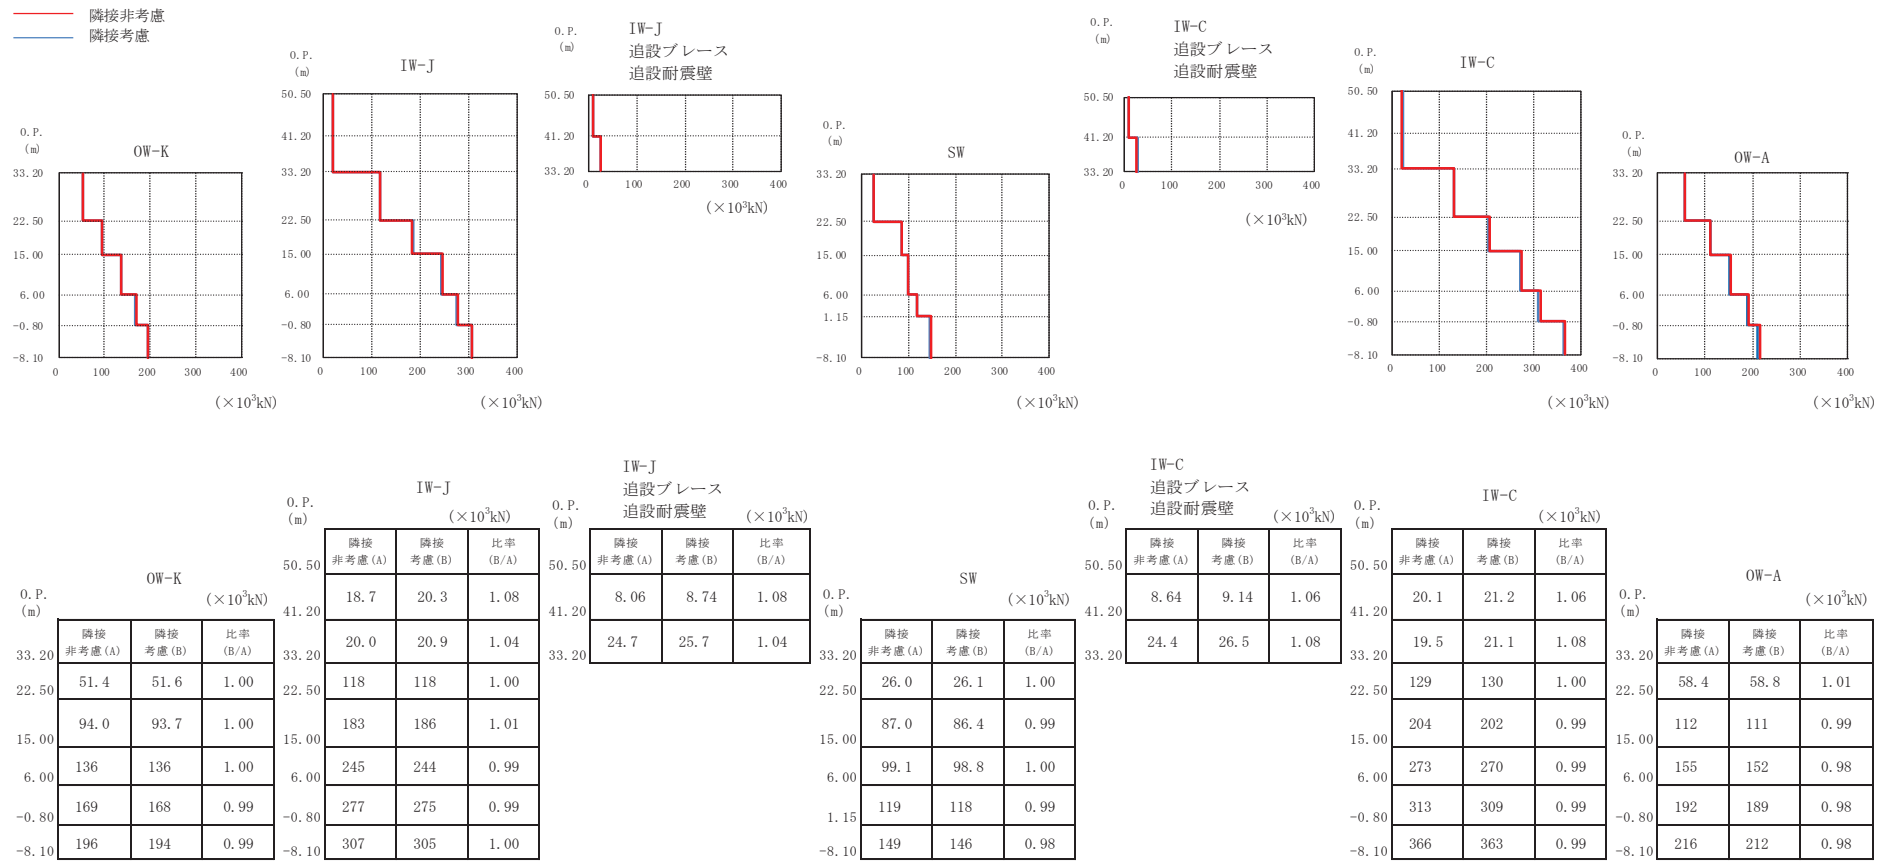 隣接非考慮
隣接考慮
OW-K
O.P.
(m)
33.20
22.50
15.00
6.00
-0.80
-8.10
0 100 200 300 400
(×10³kN)
IW-J
O.P.
(m)
50.50
41.20
33.20
22.50
15.00
6.00
-0.80
-8.10
0 100 200 300 400
(×10³kN)
IW-J
追設ブレース
追設耐震壁
O.P.
(m)
50.50
41.20
33.20
0 100 200 300 400
(×10³kN)
SW
O.P.
(m)
33.20
22.50
15.00
6.00
1.15
-8.10
0 100 200 300 400
(×10³kN)
IW-C
追設ブレース
追設耐震壁
O.P.
(m)
50.50
41.20
33.20
0 100 200 300 400
(×10³kN)
IW-C
O.P.
(m)
50.50
41.20
33.20
22.50
15.00
6.00
-0.80
-8.10
0 100 200 300 400
(×10³kN)
OW-A
O.P.
(m)
33.20
22.50
15.00
6.00
-0.80
-8.10
0 100 200 300 400
(×10³kN)
OW-K
O.P.
(m)
(×10³kN)
隣接 隣接 比率
非考慮(A) 考慮(B) (B/A)
33.20
51.4 51.6 1.00
22.50
94.0 93.7 1.00
15.00
136 136 1.00
6.00
169 168 0.99
-0.80
196 194 0.99
-8.10
IW-J
O.P.
(m)
(×10³kN)
隣接 隣接 比率
非考慮(A) 考慮(B) (B/A)
50.50
18.7 20.3 1.08
41.20
20.0 20.9 1.04
33.20
118 118 1.00
22.50
183 186 1.01
15.00
245 244 0.99
6.00
277 275 0.99
-0.80
307 305 1.00
-8.10
IW-J
追設ブレース
追設耐震壁
O.P.
(m)
(×10³kN)
隣接 隣接 比率
非考慮(A) 考慮(B) (B/A)
50.50
8.06 8.74 1.08
41.20
24.7 25.7 1.04
33.20
SW
O.P.
(m)
(×10³kN)
隣接 隣接 比率
非考慮(A) 考慮(B) (B/A)
33.20
26.0 26.1 1.00
22.50
87.0 86.4 0.99
15.00
99.1 98.8 1.00
6.00
119 118 0.99
1.15
149 146 0.98
-8.10
IW-C
追設ブレース
追設耐震壁
O.P.
(m)
(×10³kN)
隣接 隣接 比率
非考慮(A) 考慮(B) (B/A)
50.50
8.64 9.14 1.06
41.20
24.4 26.5 1.08
33.20
IW-C
O.P.
(m)
(×10³kN)
隣接 隣接 比率
非考慮(A) 考慮(B) (B/A)
50.50
20.1 21.2 1.06
41.20
19.5 21.1 1.08
33.20
129 130 1.00
22.50
204 202 0.99
15.00
273 270 0.99
6.00
313 309 0.99
-0.80
366 363 0.99
-8.10
OW-A
O.P.
(m)
(×10³kN)
隣接 隣接 比率
非考慮(A) 考慮(B) (B/A)
33.20
58.4 58.8 1.01
22.50
112 111 0.99
15.00
155 152 0.98
6.00
192 189 0.98
-0.80
216 212 0.98
-8.10